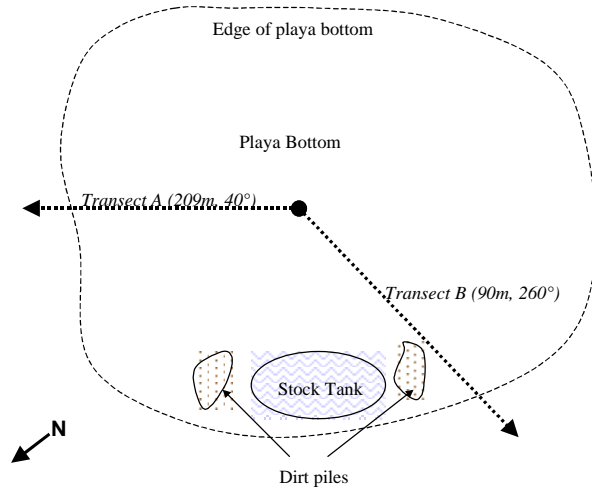 Edge of playa bottom
Playa Bottom
Transect A (209m, 40°)
Transect B (90m, 260°)
Stock Tank
N
Dirt piles